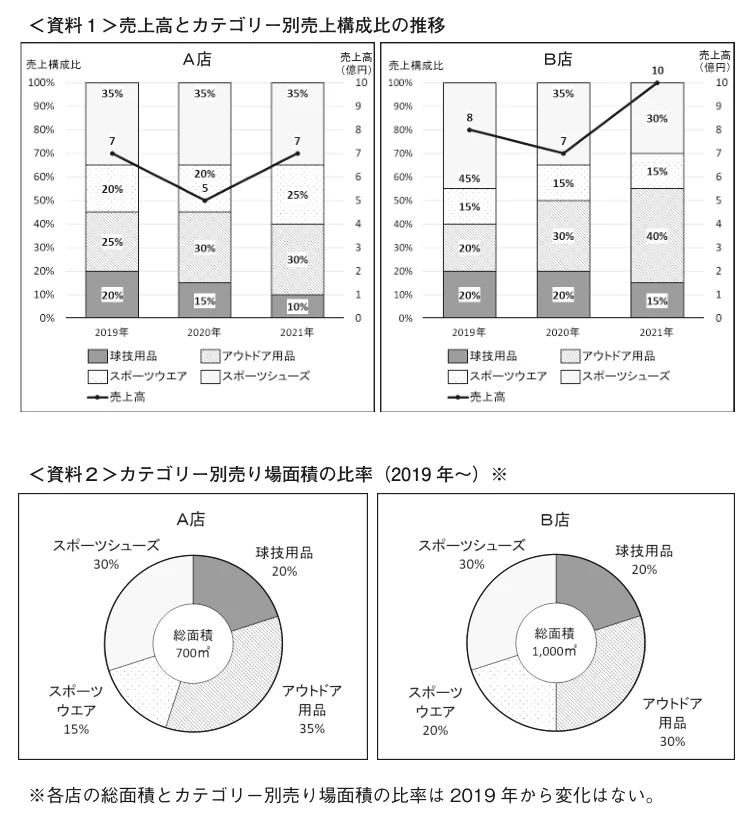 ＜資料１＞売上高とカテゴリー別売上構成比の推移
A店
売上構成比
売上高
(億円)
100%
90%
80%
70%
60%
50%
40%
30%
20%
10%
0%
35%
35%
35%
7
5
7
20%
20%
25%
25%
30%
30%
20%
15%
10%
10
9
8
7
6
5
4
3
2
1
0
2019年
2020年
2021年
球技用品
アウトドア用品
スポーツウエア
スポーツシューズ
売上高
B店
売上構成比
売上高
(億円)
100%
90%
80%
70%
60%
50%
40%
30%
20%
10%
0%
8
7
10
45%
35%
30%
15%
15%
15%
20%
30%
40%
20%
20%
15%
10
9
8
7
6
5
4
3
2
1
0
2019年
2020年
2021年
球技用品
アウトドア用品
スポーツウエア
スポーツシューズ
売上高
＜資料２＞カテゴリー別売り場面積の比率（2019年〜）※
A店
スポーツシューズ
30%
球技用品
20%
総面積
700㎡
スポーツ
ウエア
15%
アウトドア
用品
35%
B店
スポーツシューズ
30%
球技用品
20%
総面積
1,000㎡
スポーツ
ウエア
20%
アウトドア
用品
30%
※各店の総面積とカテゴリー別売り場面積の比率は2019年から変化はない。